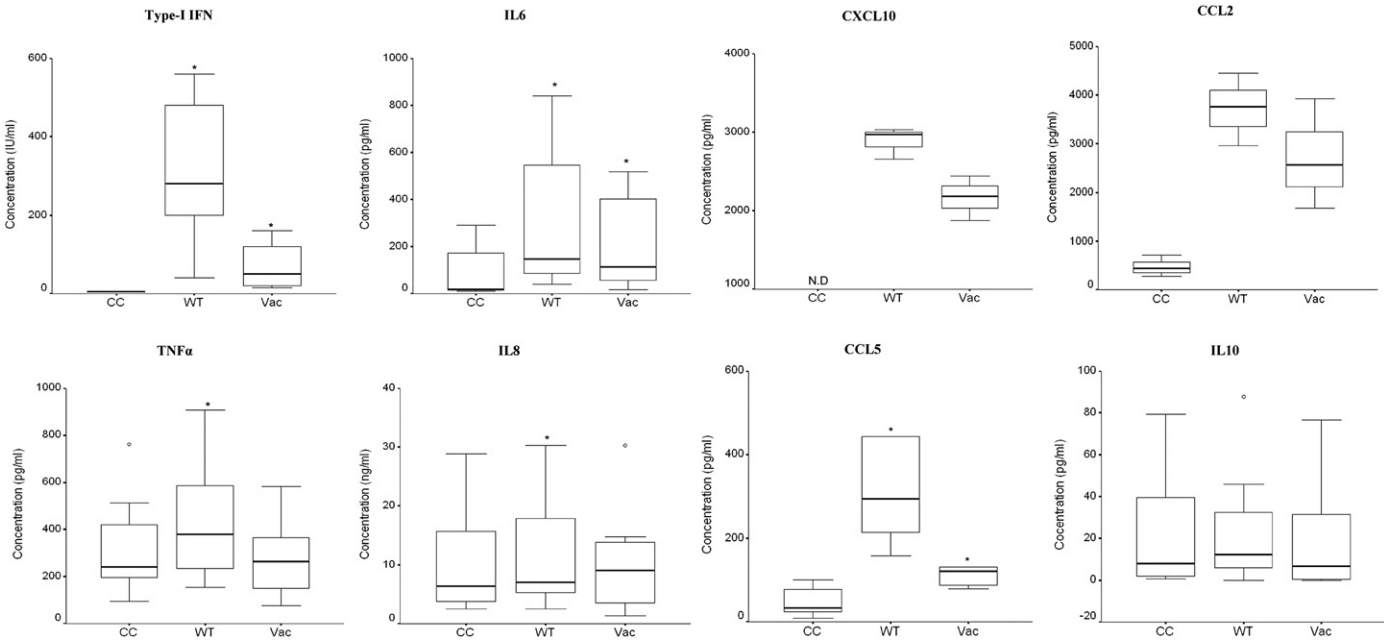 Type-I IFN
Concentration (IU/ml)
600
400
200
0
*
*
CC WT Vac
IL6
Concentration (pg/ml)
1000
800
600
400
200
0
*
*
CC WT Vac
CXCL10
Concentration (pg/ml)
4000
3000
2000
1000
N.D
CC WT Vac
CCL2
Concentration (pg/ml)
5000
4000
3000
2000
1000
0
CC WT Vac
TNFα
Concentration (pg/ml)
1000
800
600
400
200
0
*
CC WT Vac
IL8
Concentration (ng/ml)
40
30
20
10
0
*
CC WT Vac
CCL5
Concentration (pg/ml)
600
400
200
0
*
*
CC WT Vac
IL10
Cocentration (pg/ml)
100
80
60
40
20
0
-20
CC WT Vac